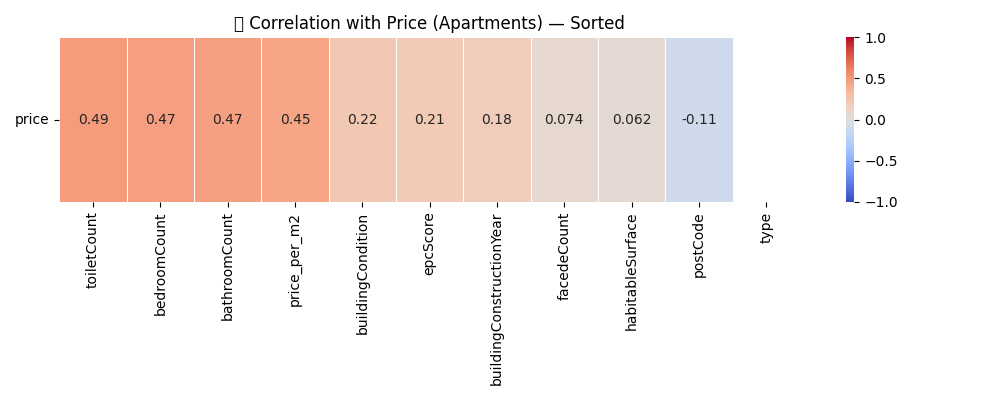 Correlation with Price (Apartments) — Sorted
price
0.49 0.47 0.47 0.45 0.22 0.21 0.18 0.074 0.062 -0.11
toiletCount
bedroomCount
bathroomCount
price_per_m2
buildingCondition
epcScore
buildingConstructionYear
facedeCount
habitableSurface
postCode
type
1.0
0.5
0.0
−0.5
−1.0